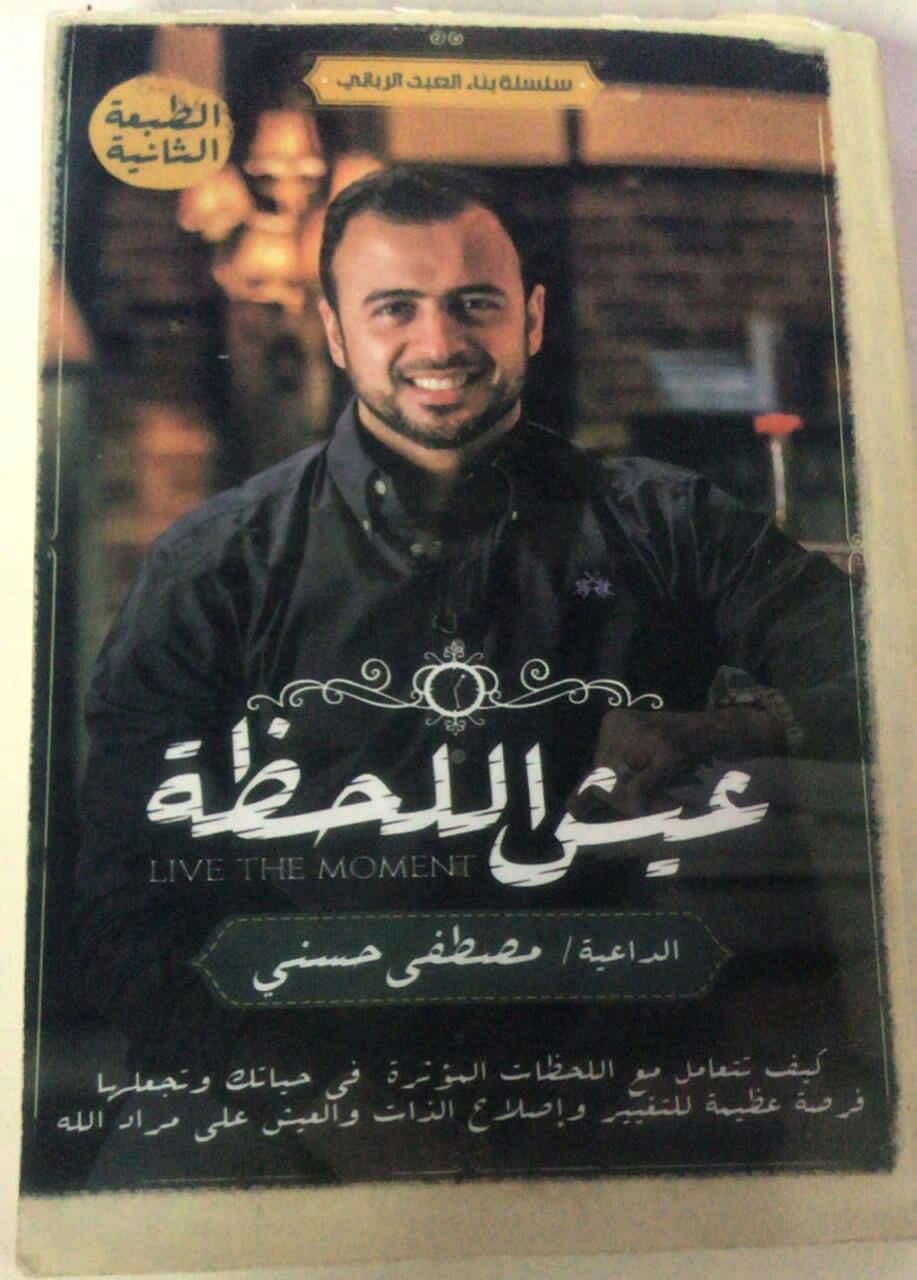 سلسلة بناء العبد الرباني
الطبعة
الثانية
عيش اللحظة
LIVE THE MOMENT
الداعية / مصطفى حسني
كيف تتعامل مع اللحظات المؤثرة في حياتك وتجعلها
فرصة عظيمة للتغيير وإصلاح الذات والعيش على مراد الله